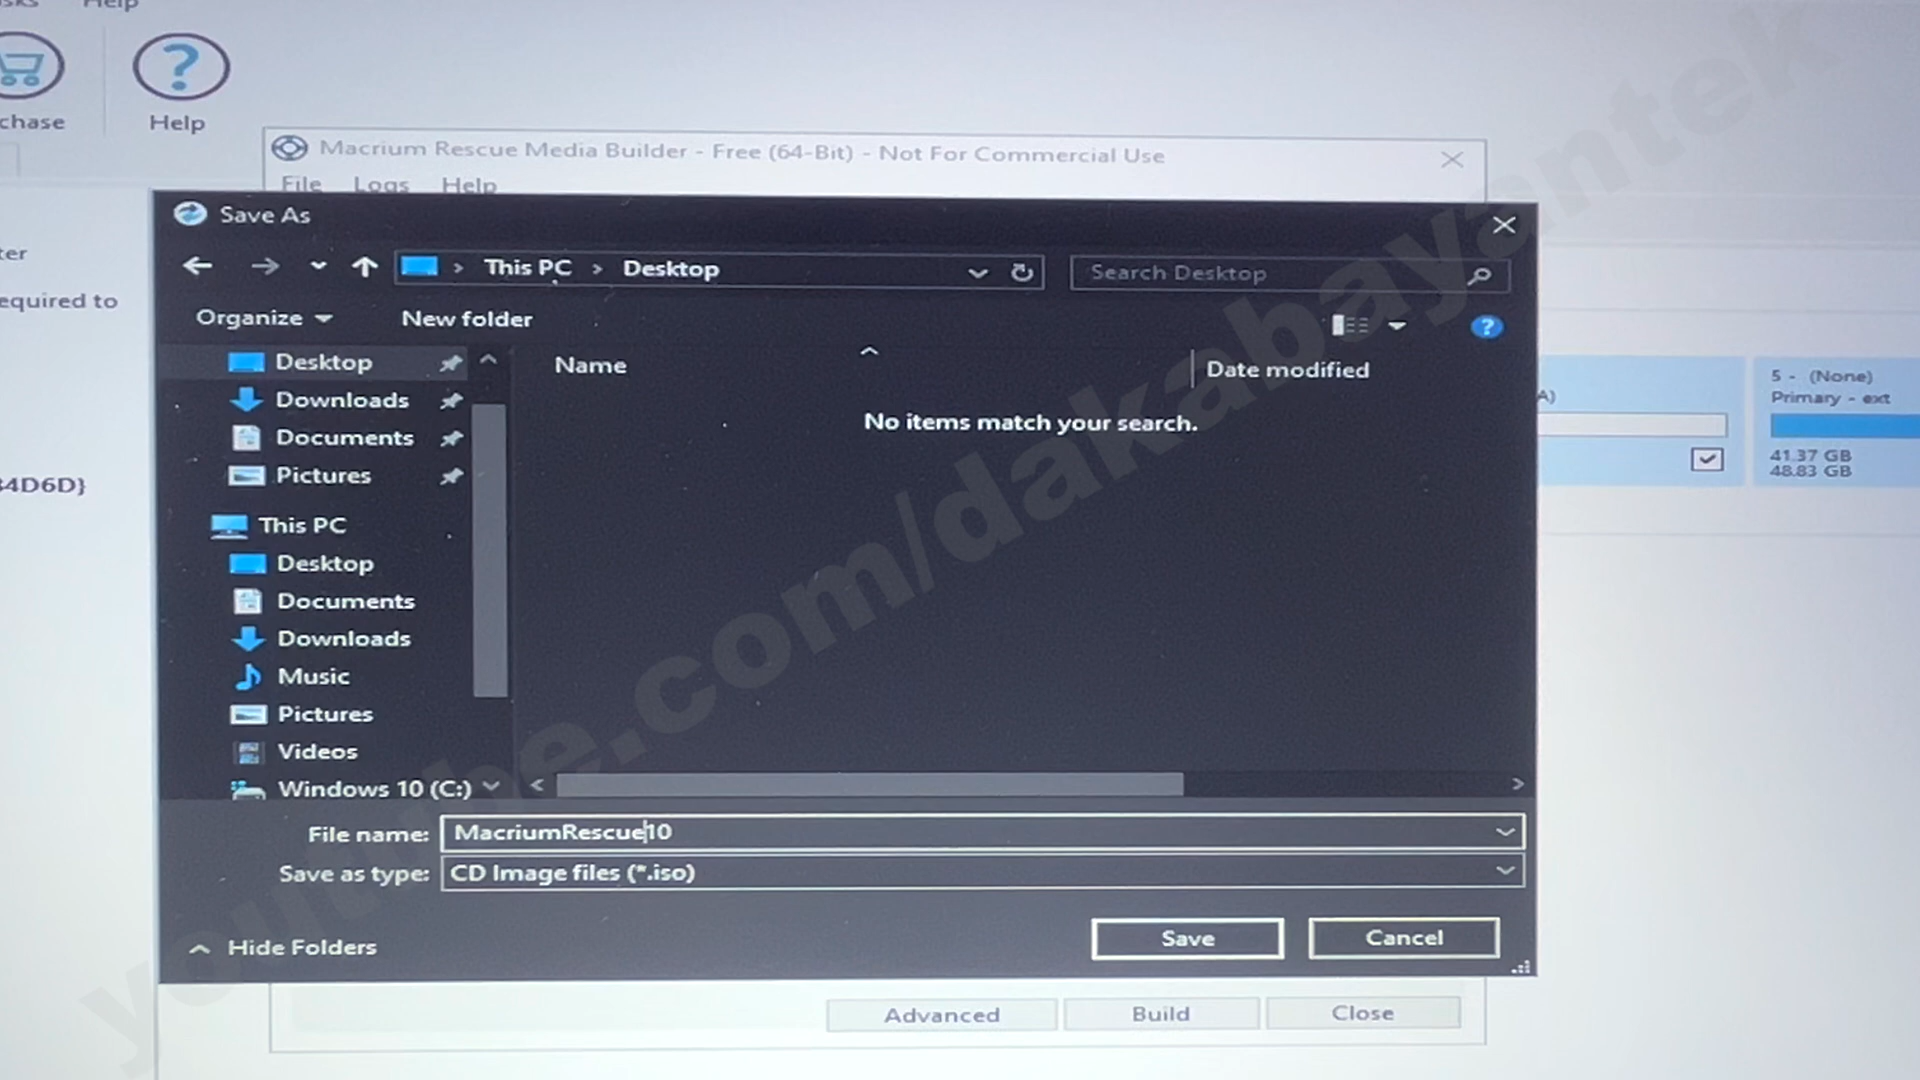 Help
chase
Help
Macrium Rescue Media Builder - Free (64-Bit) - Not For Commercial Use
File Logs Help
Save As
This PC > Desktop
Search Desktop
Organize
New folder
Name
Date modified
No items match your search.
Desktop
Downloads
Documents
Pictures
This PC
Desktop
Documents
Downloads
Music
Pictures
Videos
Windows 10 (C:)
File name: MacriumRescue10
Save as type: CD Image files (*.iso)
Hide Folders
Save
Cancel
Advanced
Build
Close
ter
equired to
34D6D}
A)
5 - (None)
Primary - ext
41.37 GB
48.83 GB
youtube.com/dakabayantek